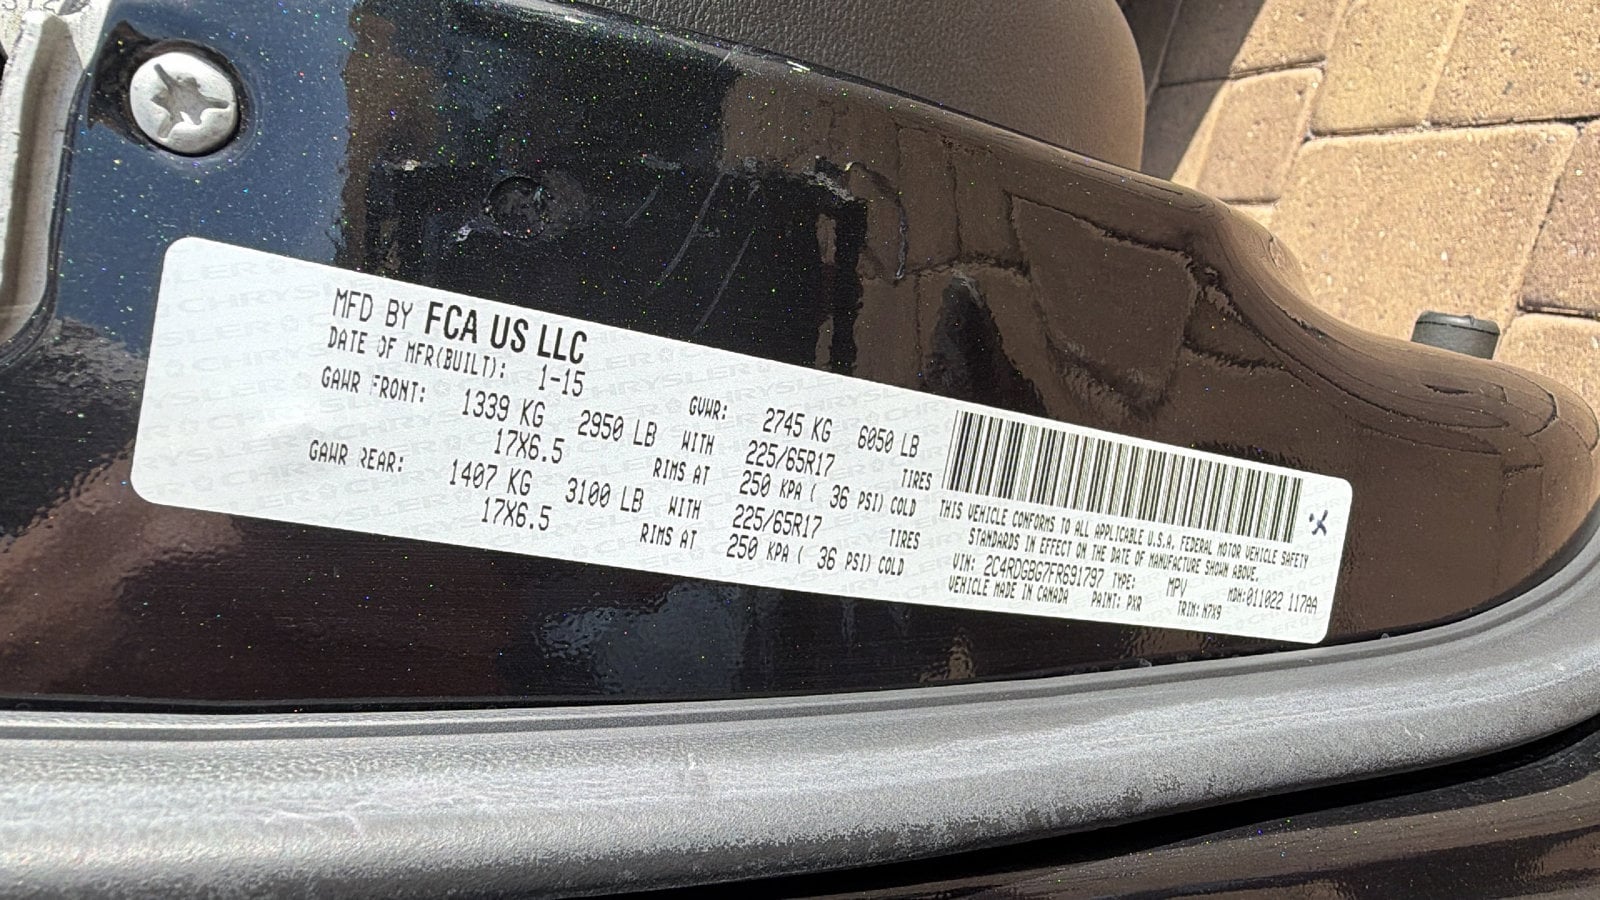 MFD BY FCA US LLC
DATE OF MFR(BUILT): 1-15
GVWR: 2745 KG 6050 LB
GAWR FRONT: 1339 KG 2950 LB WITH 225/65R17 TIRES
17X6.5 RIMS AT 250 KPA ( 36 PSI) COLD
GAWR REAR: 1407 KG 3100 LB WITH 225/65R17 TIRES
17X6.5 RIMS AT 250 KPA ( 36 PSI) COLD
THIS VEHICLE CONFORMS TO ALL APPLICABLE U.S.A. FEDERAL MOTOR VEHICLE SAFETY
STANDARDS IN EFFECT ON THE DATE OF MANUFACTURE SHOWN ABOVE.
VIN: 2C4RDGBG7FR691797 TYPE: MPV MDH:011022 117AA
VEHICLE MADE IN CANADA PAINT: PXR TRIM: N7X9
CHRYSLER